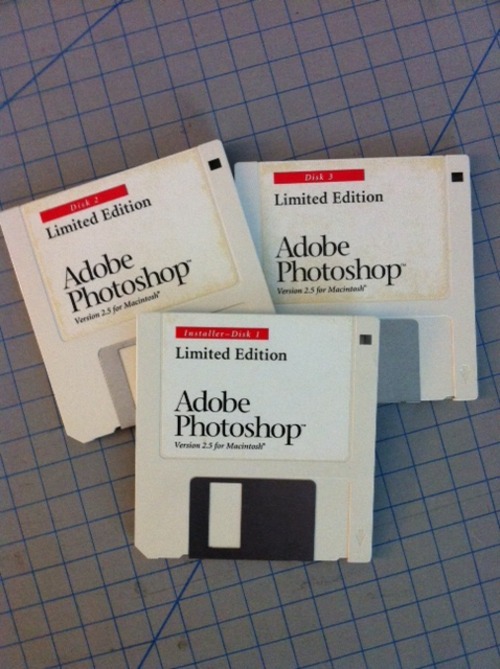 Disk 2
Limited Edition
Adobe
Photoshop™
Version 2.5 for Macintosh®
Disk 3
Limited Edition
Adobe
Photoshop™
Version 2.5 for Macintosh®
Installer–Disk 1
Limited Edition
Adobe
Photoshop™
Version 2.5 for Macintosh®